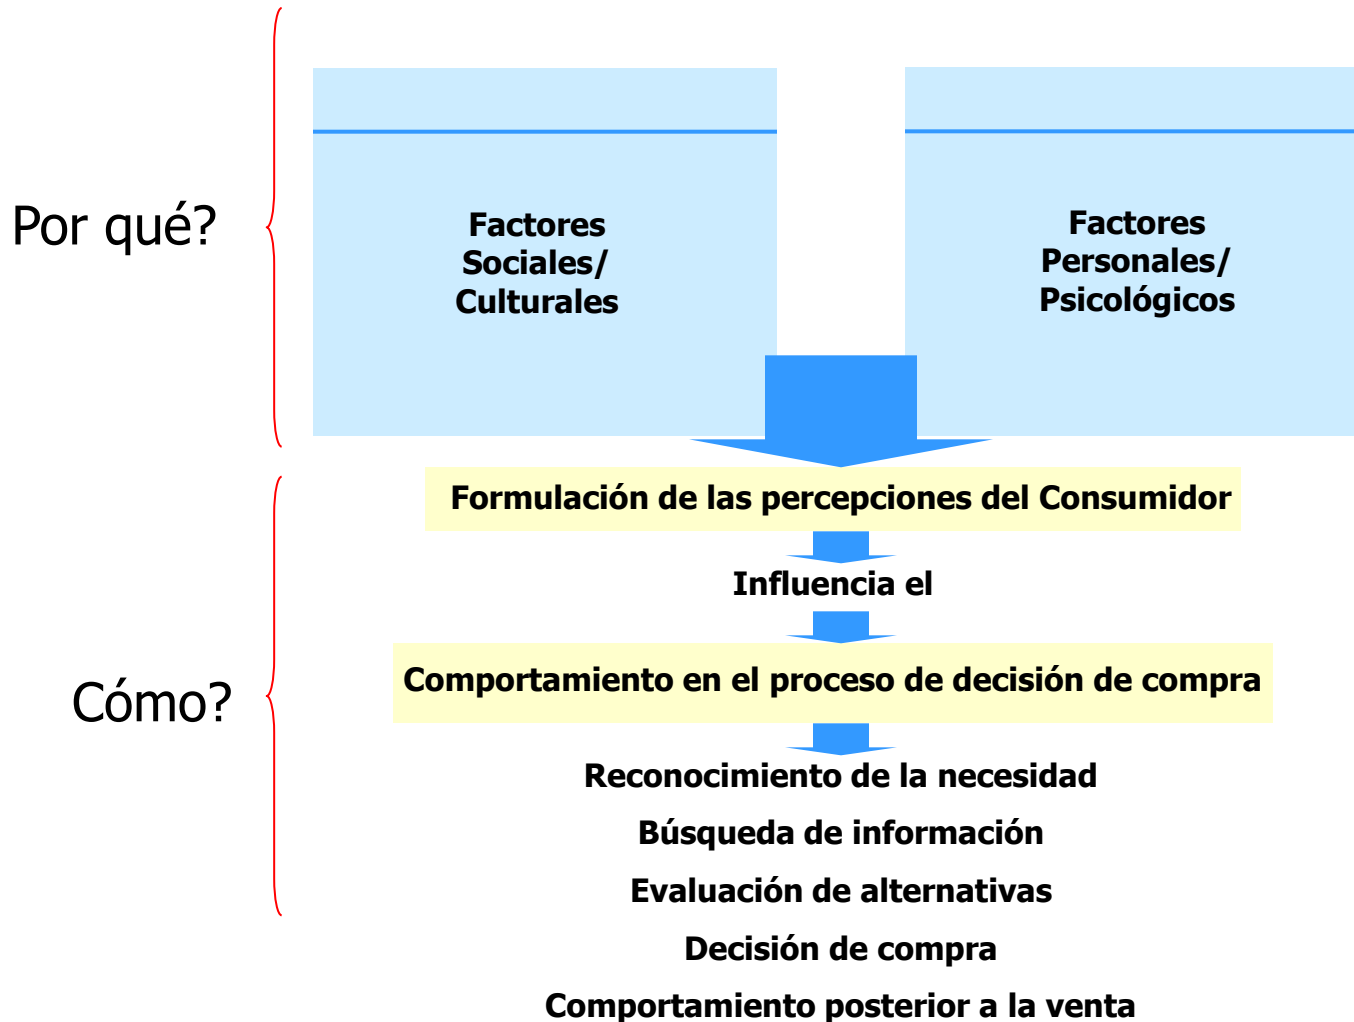 Por qué?
Factores
Sociales/
Culturales
Factores
Personales/
Psicológicos
Formulación de las percepciones del Consumidor
Influencia el
Cómo?
Comportamiento en el proceso de decisión de compra
Reconocimiento de la necesidad
Búsqueda de información
Evaluación de alternativas
Decisión de compra
Comportamiento posterior a la venta